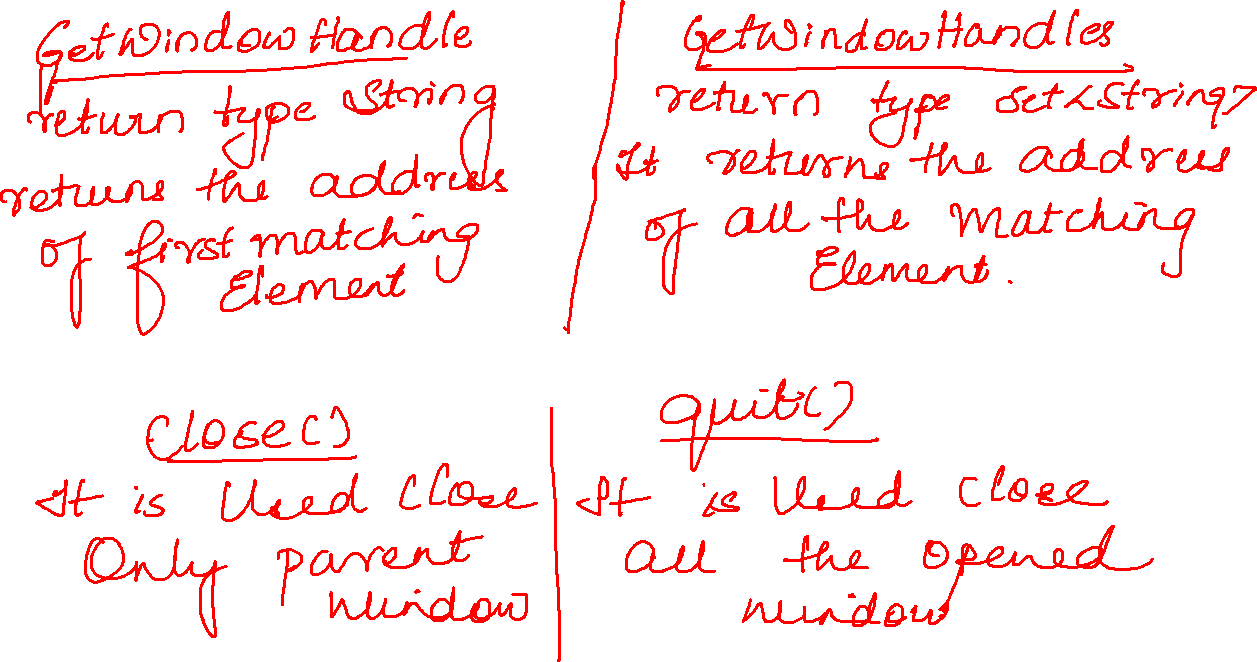 GetWindowHandle
return type String
returns the address
of first matching
Element
GetWindowHandles
return type Set<String>
It returns the address
of all the Matching
Element.
Close()
It is Used Close
Only parent
window
quit()
It is Used Close
all the opened
window